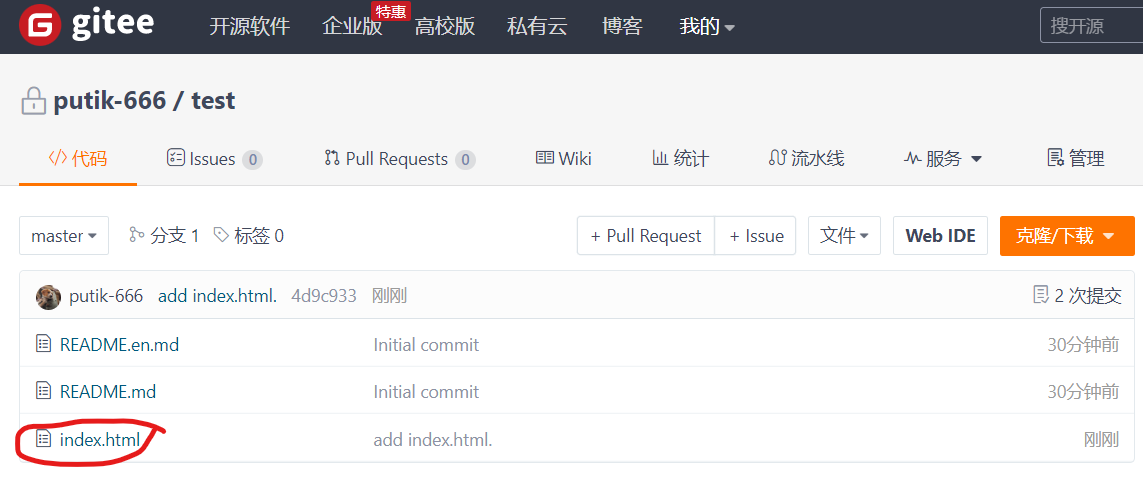 gitee 开源软件 企业版 特惠 高校版 私有云 博客 我的 搜开源
putik-666 / test
代码 Issues 0 Pull Requests 0 Wiki 统计 流水线 服务 管理
master 分支 1 标签 0 + Pull Request + Issue 文件 Web IDE 克隆/下载
putik-666 add index.html. 4d9c933 刚刚 2 次提交
README.en.md Initial commit 30分钟前
README.md Initial commit 30分钟前
index.html add index.html. 刚刚